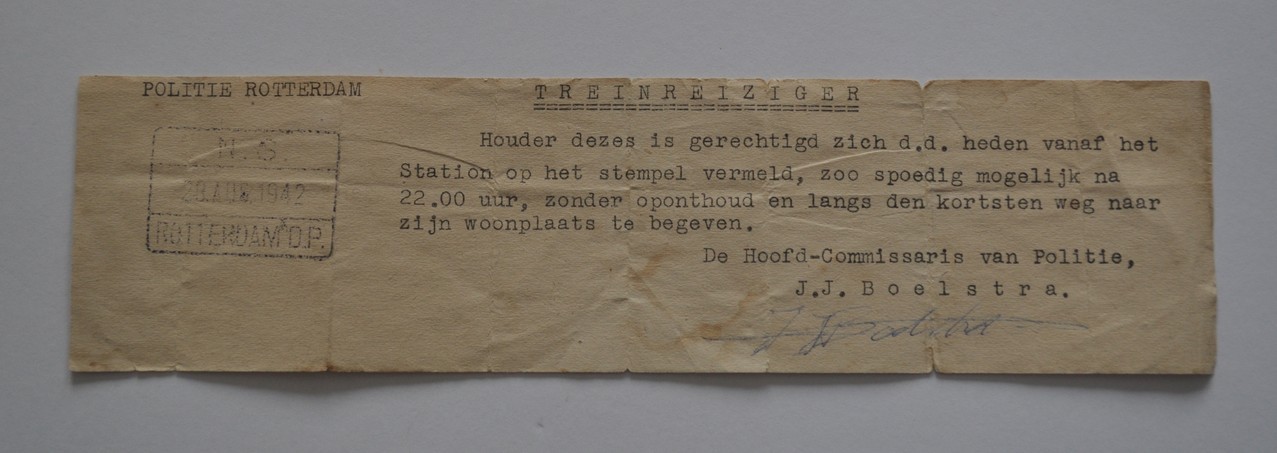 POLITIE ROTTERDAM
TREINREIZIGER
N.S.
20.AUG.1942
ROTTERDAM D.P.
Houder dezes is gerechtigd zich d.d. heden vanaf het
Station op het stempel vermeld, zoo spoedig mogelijk na
22.00 uur, zonder oponthoud en langs den kortsten weg naar
zijn woonplaats te begeven.
De Hoofd-Commissaris van Politie,
J.J. Boelstra.
JJBoelstra